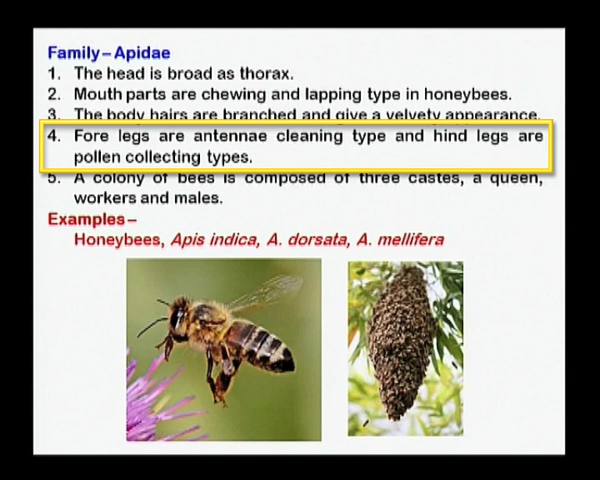 Family – Apidae
1. The head is broad as thorax.
2. Mouth parts are chewing and lapping type in honeybees.
3. The body hairs are branched and give a velvety appearance.
4. Fore legs are antennae cleaning type and hind legs are
pollen collecting types.
5. A colony of bees is composed of three castes, a queen,
workers and males.
Examples –
Honeybees, Apis indica, A. dorsata, A. mellifera